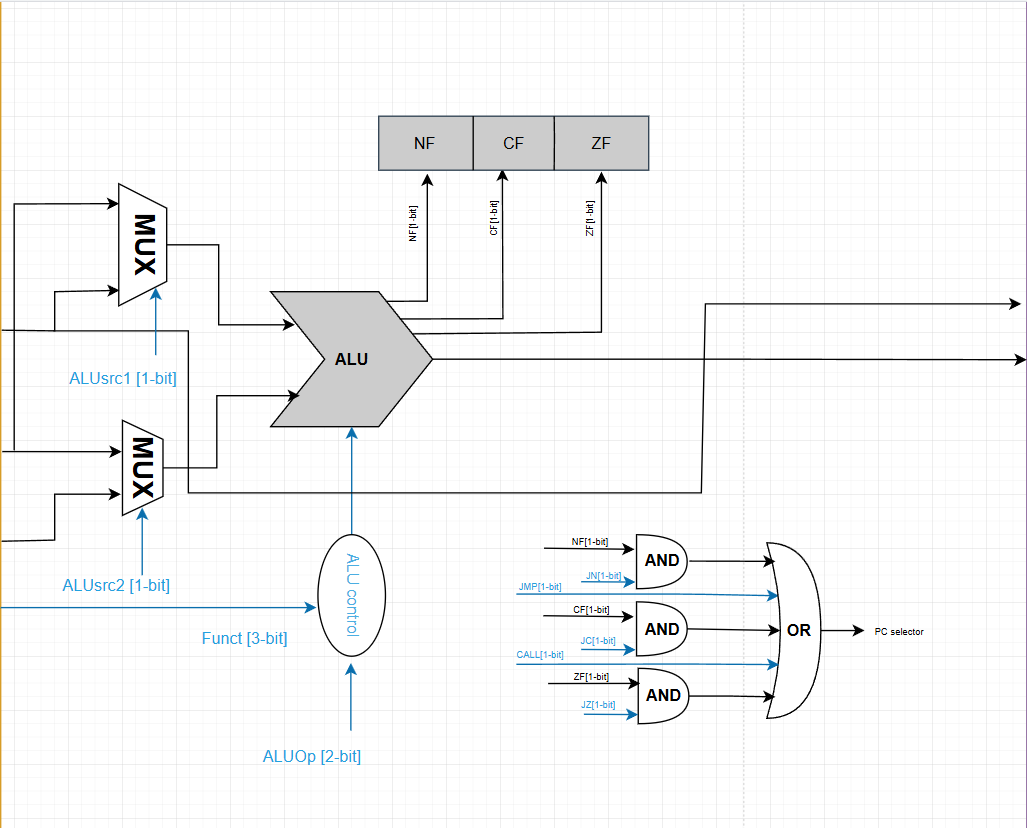 NF
CF
ZF
NF[1-bit]
CF[1-bit]
ZF[1-bit]
MUX
ALU
ALUsrc1 [1-bit]
MUX
ALUsrc2 [1-bit]
ALU control
Funct [3-bit]
ALUOp [2-bit]
NF[1-bit]
AND
JN[1-bit]
JMP[1-bit]
CF[1-bit]
AND
OR
PC selector
JC[1-bit]
CALL[1-bit]
ZF[1-bit]
AND
JZ[1-bit]